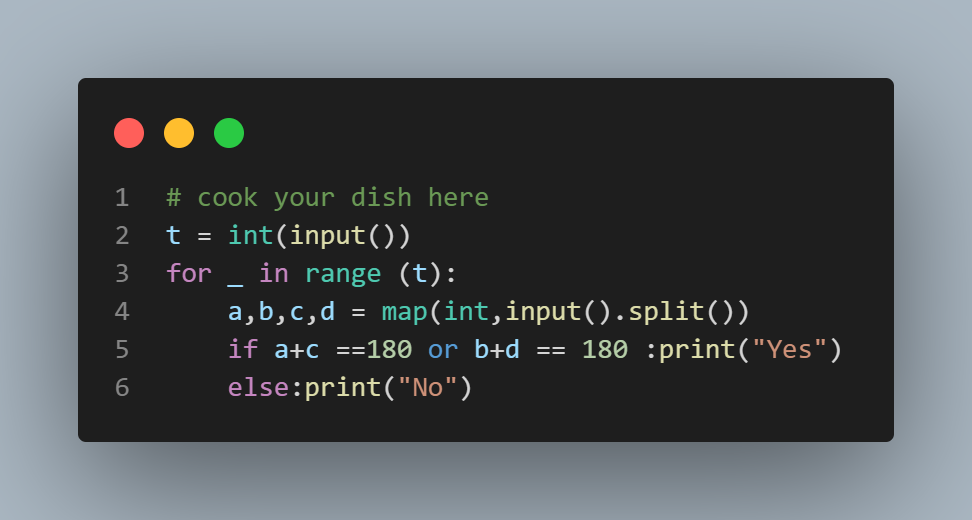 1 # cook your dish here
2 t = int(input())
3 for _ in range (t):
4     a,b,c,d = map(int,input().split())
5     if a+c ==180 or b+d == 180 :print("Yes")
6     else:print("No")